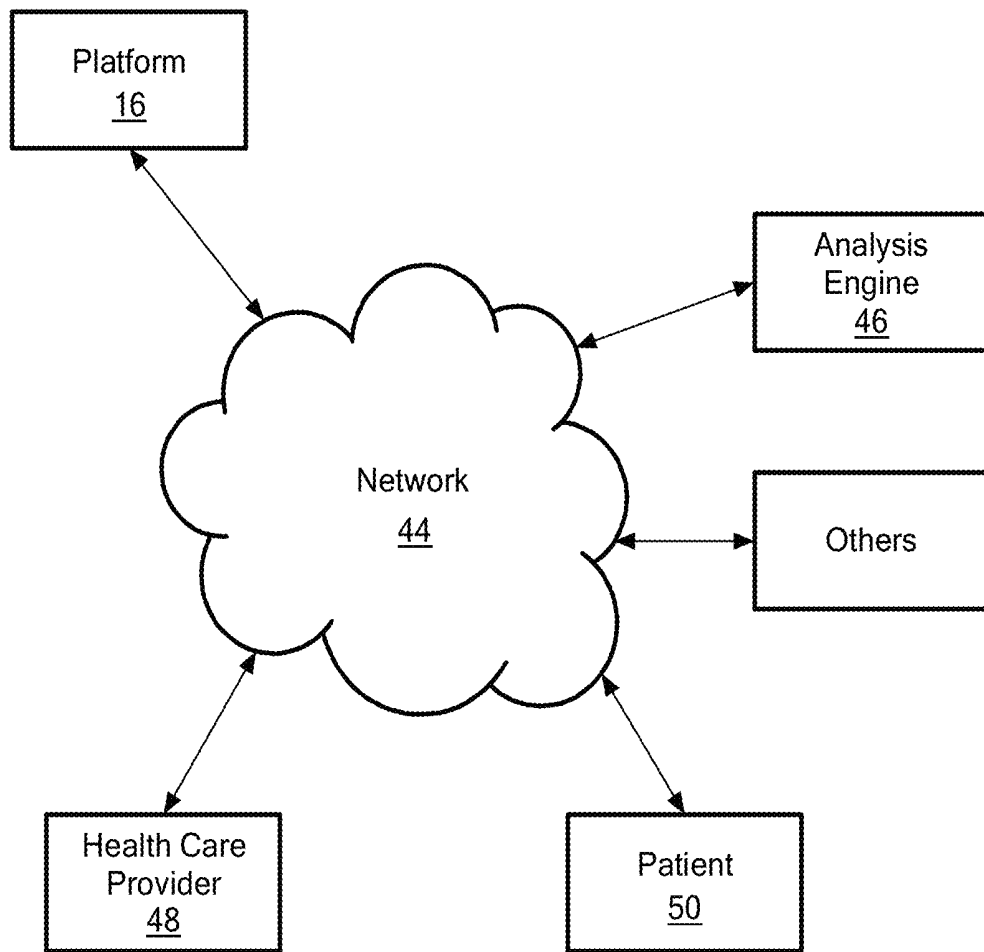 Platform
16
Analysis
Engine
46
Network
44
Others
Health Care
Provider
48
Patient
50